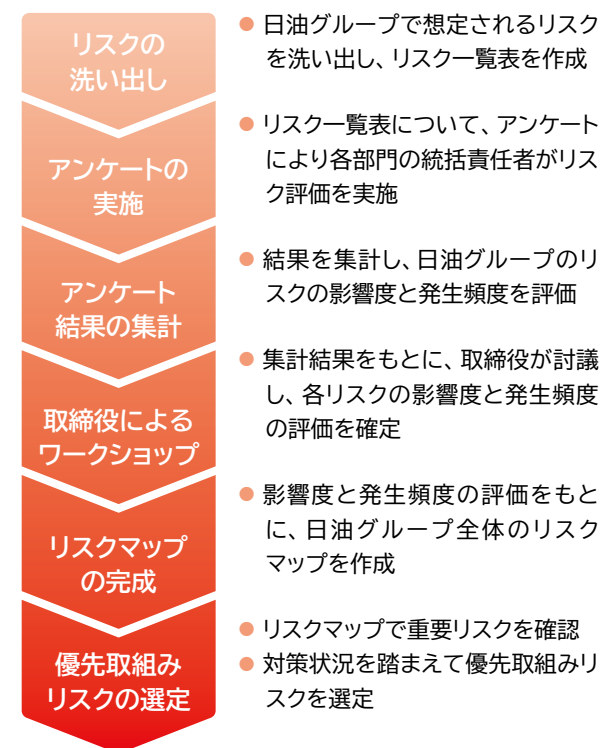 リスクの
洗い出し
● 日油グループで想定されるリスク
を洗い出し、リスク一覧表を作成
アンケートの
実施
● リスク一覧表について、アンケート
により各部門の統括責任者がリス
ク評価を実施
アンケート
結果の集計
● 結果を集計し、日油グループのリ
スクの影響度と発生頻度を評価
取締役による
ワークショップ
● 集計結果をもとに、取締役が討議
し、各リスクの影響度と発生頻度
の評価を確定
リスクマップ
の完成
● 影響度と発生頻度の評価をもと
に、日油グループ全体のリスク
マップを作成
優先取組み
リスクの選定
● リスクマップで重要リスクを確認
● 対策状況を踏まえて優先取組みリ
スクを選定